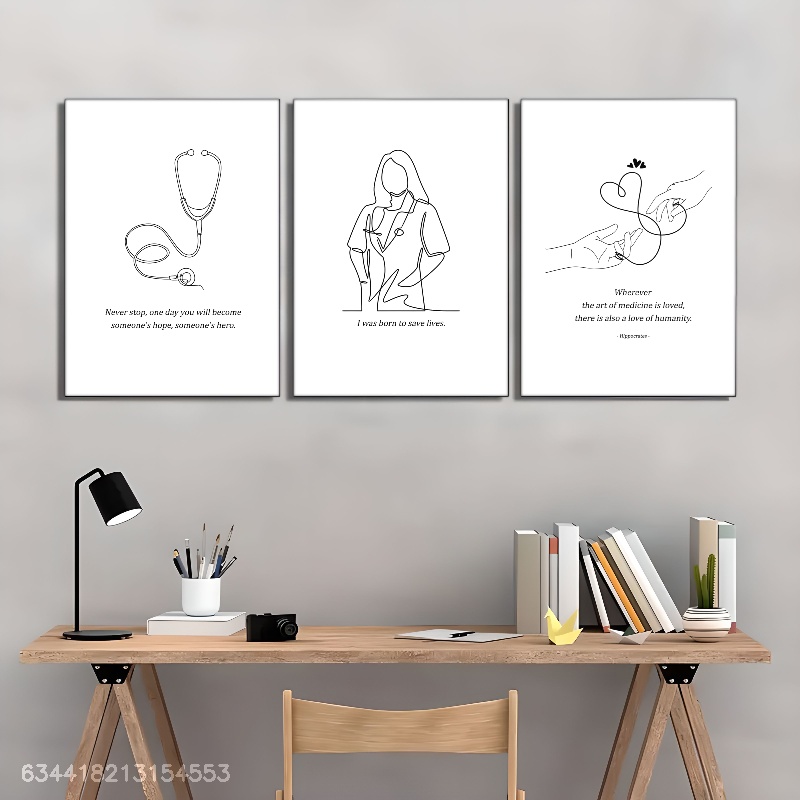 Never stop, one day you will become
someone's hope, someone's hero.
I was born to save lives.
Wherever
the art of medicine is loved,
there is also a love of humanity.
- Hippocrates -
634418213154553